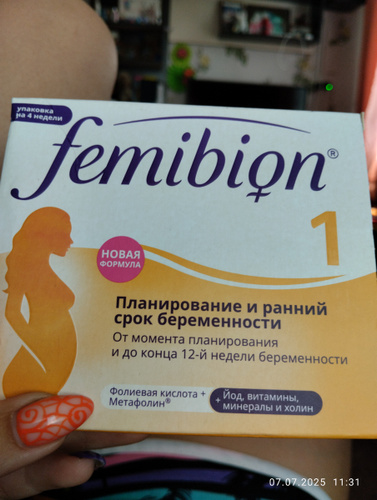 упаковка
на 4 недели
femibion®
1
НОВАЯ
ФОРМУЛА
Планирование и ранний
срок беременности
От момента планирования
и до конца 12-й недели беременности
Фолиевая кислота +
Метафолин®
+ Йод, витамины,
минералы и холин
07.07.2025 11:31